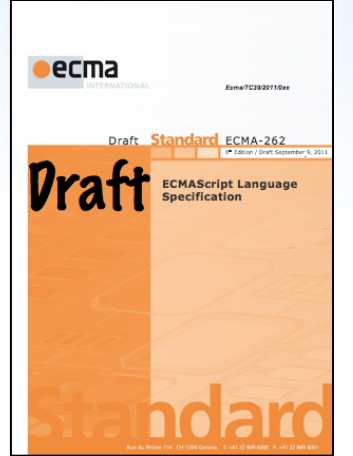 ecma
INTERNATIONAL
Ecma/TC39/2011/0xx
Draft Standard ECMA-262
6th Edition / Draft September 9, 2011
Draft
ECMAScript Language
Specification
Standard
Rue du Rhône 114 CH-1204 Geneva T: +41 22 849 6000 F: +41 22 849 6001